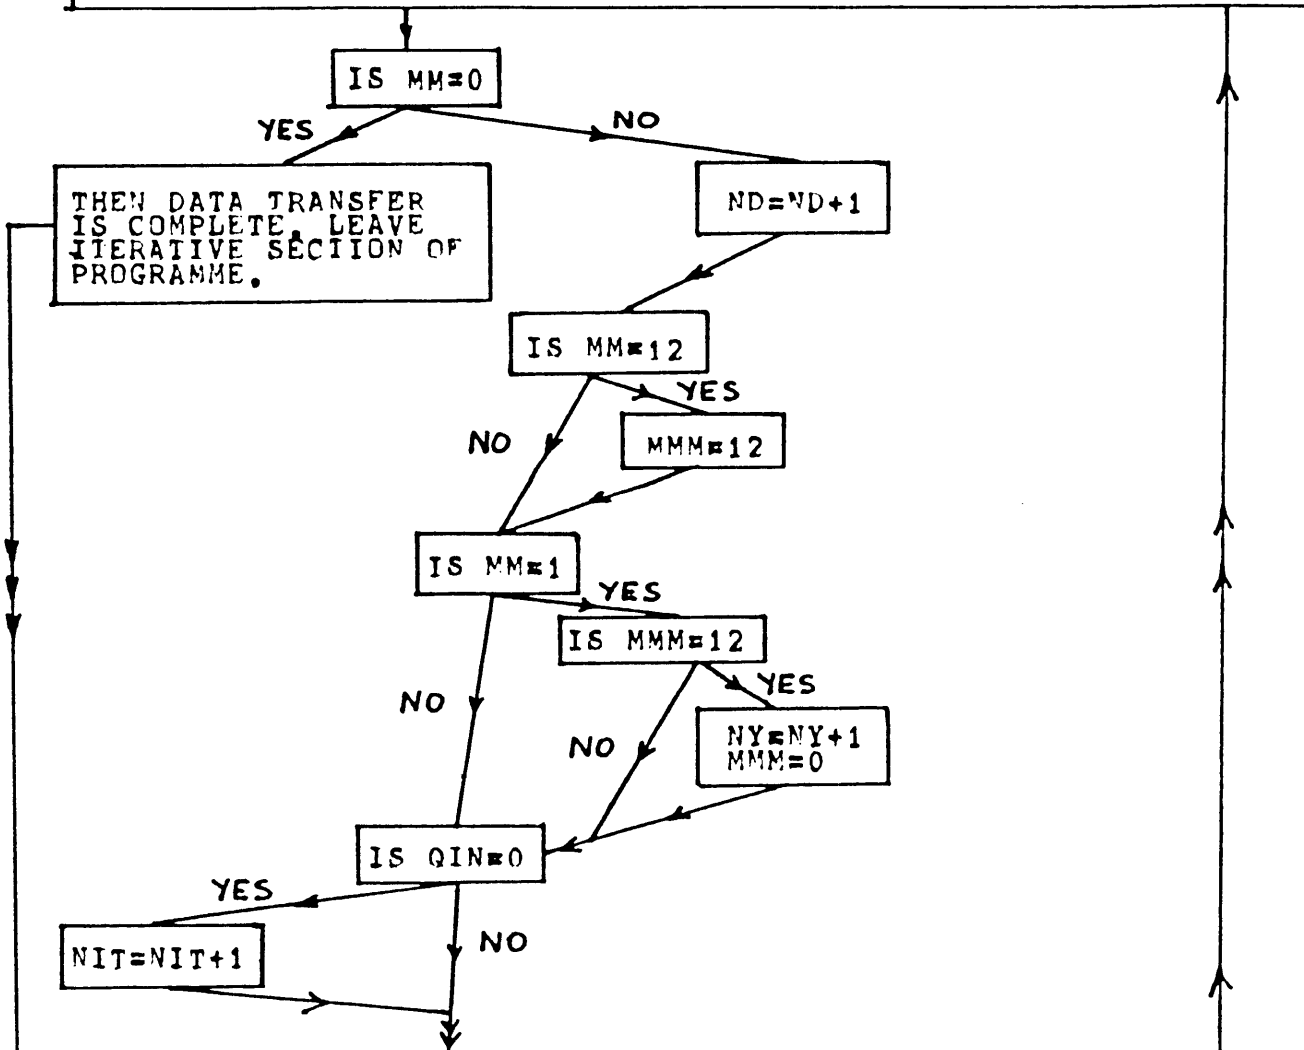 IS MM=0
YES
NO
THEN DATA TRANSFER
IS COMPLETE. LEAVE
ITERATIVE SECTION OF
PROGRAMME.
ND=ND+1
IS MM=12
YES
NO
MMM=12
IS MM=1
YES
IS MMM=12
NO
YES
NO
NY=NY+1
MMM=0
IS QIN=0
YES
NO
NIT=NIT+1